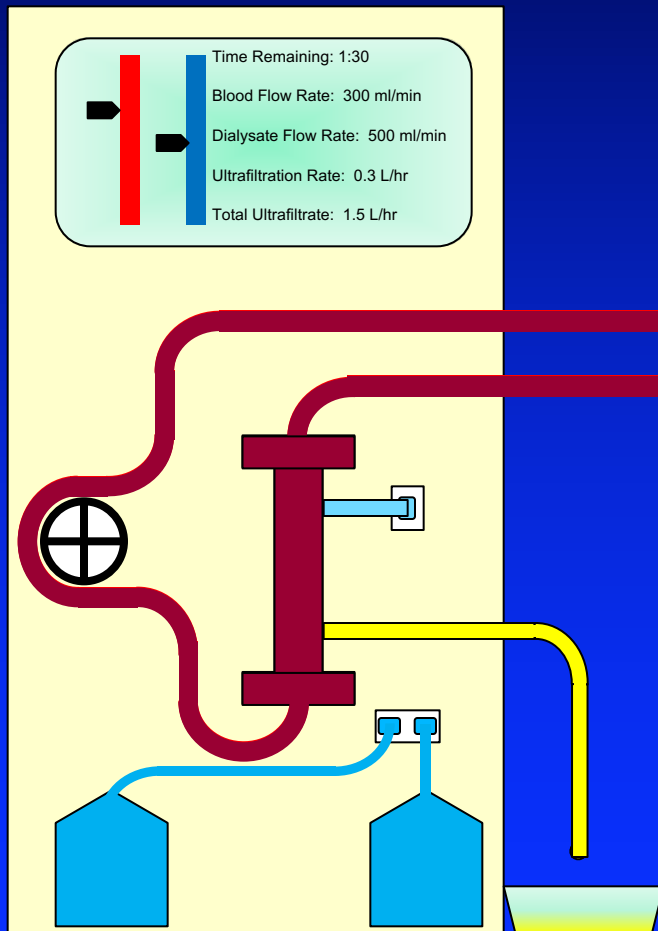 Time Remaining: 1:30
Blood Flow Rate:  300 ml/min
Dialysate Flow Rate:  500 ml/min
Ultrafiltration Rate:  0.3 L/hr
Total Ultrafiltrate:  1.5 L/hr